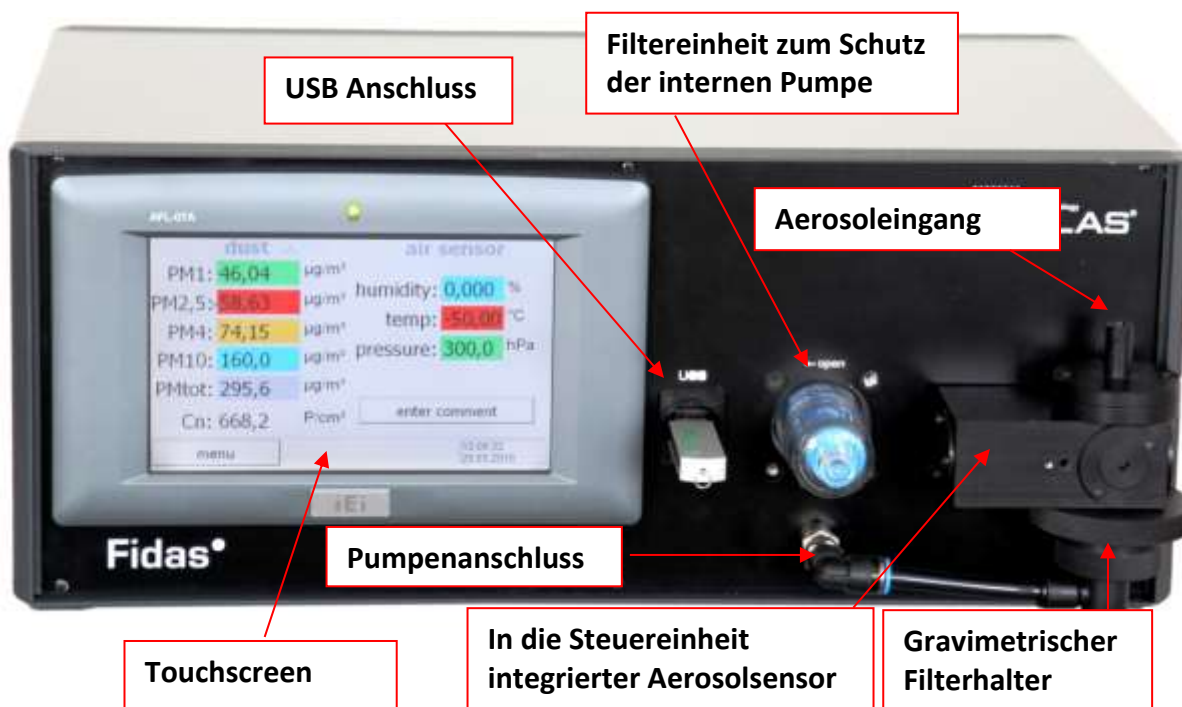 Filtereinheit zum Schutz
der internen Pumpe
USB Anschluss
Aerosoleingang
CAS
AFL-07A
dust
air sensor
PM1: 46,04 µg/m³
humidity: 0,000 %
PM2,5: 58,63 µg/m³
temp: -50,00 °C
PM4: 74,15 µg/m³
pressure: 300,0 hPa
PM10: 160,0 µg/m³
PMtot: 295,6 µg/m³
Cn: 668,2 P/cm³
enter comment
menu
USB
open
iEi
Fidas
Pumpenanschluss
Touchscreen
In die Steuereinheit
integrierter Aerosolsensor
Gravimetrischer
Filterhalter